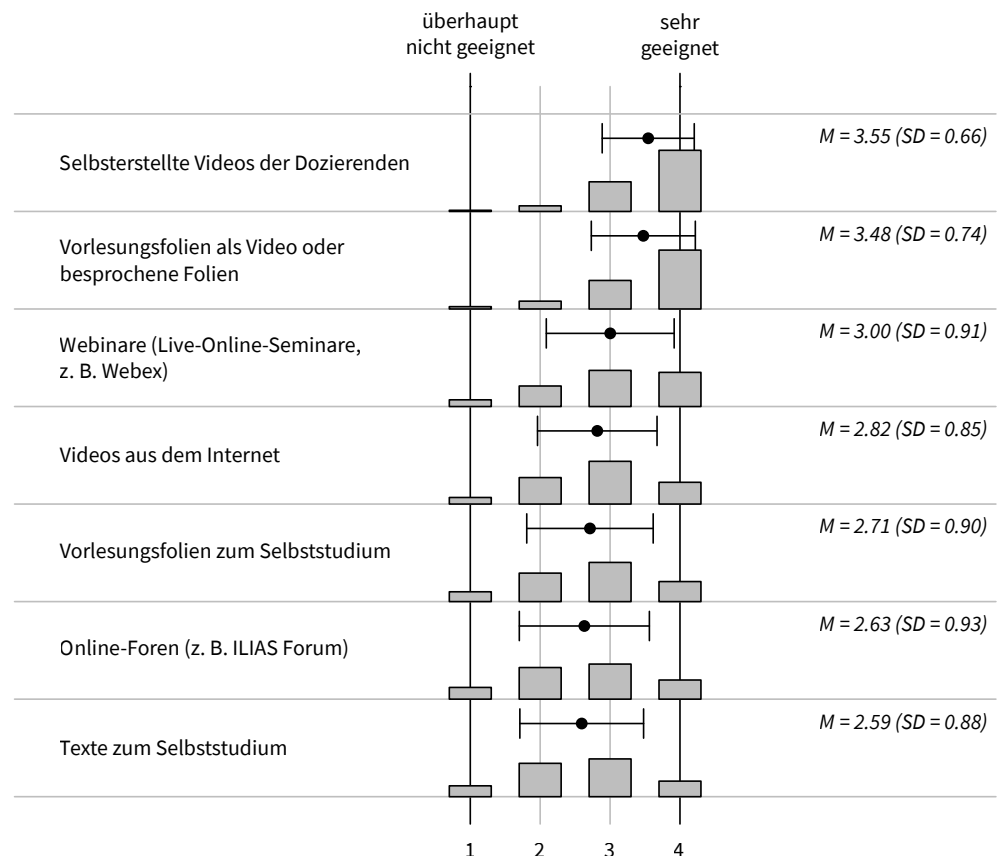 überhaupt
nicht geeignet
sehr
geeignet
Selbsterstellte Videos der Dozierenden
M = 3.55 (SD = 0.66)
Vorlesungsfolien als Video oder
besprochene Folien
M = 3.48 (SD = 0.74)
Webinare (Live-Online-Seminare,
z. B. Webex)
M = 3.00 (SD = 0.91)
Videos aus dem Internet
M = 2.82 (SD = 0.85)
Vorlesungsfolien zum Selbststudium
M = 2.71 (SD = 0.90)
Online-Foren (z. B. ILIAS Forum)
M = 2.63 (SD = 0.93)
Texte zum Selbststudium
M = 2.59 (SD = 0.88)
1 2 3 4